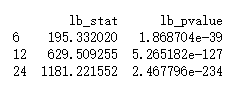 lb_stat lb_pvalue
6 195.332020 1.868704e-39
12 629.509255 5.265182e-127
24 1181.221552 2.467796e-234